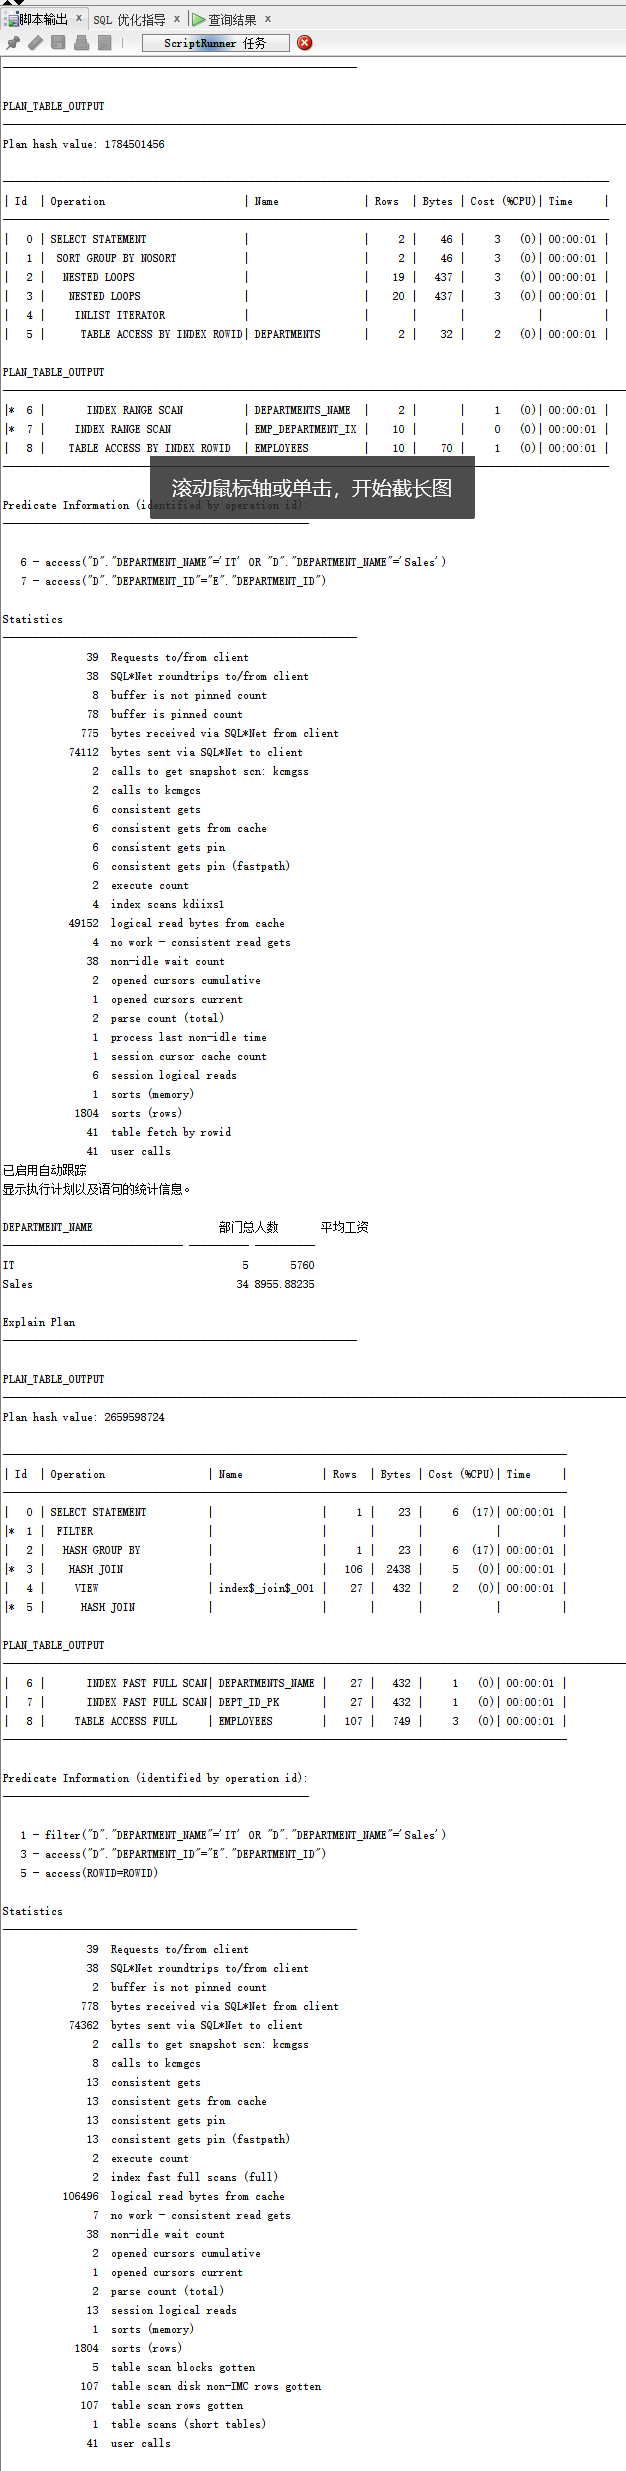 脚本输出 × SQL 优化指导 × 查询结果 ×
ScriptRunner 任务
PLAN_TABLE_OUTPUT
Plan hash value: 1784501456
| Id | Operation | Name | Rows | Bytes | Cost (%CPU)| Time |
| 0 | SELECT STATEMENT | | 2 | 46 | 3 (0)| 00:00:01 |
| 1 | SORT GROUP BY NOSORT | | 2 | 46 | 3 (0)| 00:00:01 |
| 2 | NESTED LOOPS | | 19 | 437 | 3 (0)| 00:00:01 |
| 3 | NESTED LOOPS | | 20 | 437 | 3 (0)| 00:00:01 |
| 4 | INLIST ITERATOR | | | | | |
| 5 | TABLE ACCESS BY INDEX ROWID| DEPARTMENTS | 2 | 32 | 2 (0)| 00:00:01 |
PLAN_TABLE_OUTPUT
|* 6 | INDEX RANGE SCAN | DEPARTMENTS_NAME | 2 | | 1 (0)| 00:00:01 |
|* 7 | INDEX RANGE SCAN | EMP_DEPARTMENT_IX | 10 | | 0 (0)| 00:00:01 |
| 8 | TABLE ACCESS BY INDEX ROWID | EMPLOYEES | 10 | 70 | 1 (0)| 00:00:01 |
滚动鼠标轴或单击，开始截长图
Predicate Information (identified by operation id):
6 - access("D"."DEPARTMENT_NAME"='IT' OR "D"."DEPARTMENT_NAME"='Sales')
7 - access("D"."DEPARTMENT_ID"="E"."DEPARTMENT_ID")
Statistics
39 Requests to/from client
38 SQL*Net roundtrips to/from client
8 buffer is not pinned count
78 buffer is pinned count
775 bytes received via SQL*Net from client
74112 bytes sent via SQL*Net to client
2 calls to get snapshot scn: kcmgss
2 calls to kcmgcs
6 consistent gets
6 consistent gets from cache
6 consistent gets pin
6 consistent gets pin (fastpath)
2 execute count
4 index scans kdiixs1
49152 logical read bytes from cache
4 no work - consistent read gets
38 non-idle wait count
2 opened cursors cumulative
1 opened cursors current
2 parse count (total)
1 process last non-idle time
1 session cursor cache count
6 session logical reads
1 sorts (memory)
1804 sorts (rows)
41 table fetch by rowid
41 user calls
已启用自动跟踪
显示执行计划以及语句的统计信息。
DEPARTMENT_NAME 部门总人数 平均工资
IT 5 5760
Sales 34 8955.88235
Explain Plan
PLAN_TABLE_OUTPUT
Plan hash value: 2659598724
| Id | Operation | Name | Rows | Bytes | Cost (%CPU)| Time |
| 0 | SELECT STATEMENT | | 1 | 23 | 6 (17)| 00:00:01 |
|* 1 | FILTER | | | | | |
| 2 | HASH GROUP BY | | 1 | 23 | 6 (17)| 00:00:01 |
|* 3 | HASH JOIN | | 106 | 2438 | 5 (0)| 00:00:01 |
| 4 | VIEW | index$_join$_001 | 27 | 432 | 2 (0)| 00:00:01 |
|* 5 | HASH JOIN | | | | | |
PLAN_TABLE_OUTPUT
| 6 | INDEX FAST FULL SCAN| DEPARTMENTS_NAME | 27 | 432 | 1 (0)| 00:00:01 |
| 7 | INDEX FAST FULL SCAN| DEPT_ID_PK | 27 | 432 | 1 (0)| 00:00:01 |
| 8 | TABLE ACCESS FULL | EMPLOYEES | 107 | 749 | 3 (0)| 00:00:01 |
Predicate Information (identified by operation id):
1 - filter("D"."DEPARTMENT_NAME"='IT' OR "D"."DEPARTMENT_NAME"='Sales')
3 - access("D"."DEPARTMENT_ID"="E"."DEPARTMENT_ID")
5 - access(ROWID=ROWID)
Statistics
39 Requests to/from client
38 SQL*Net roundtrips to/from client
2 buffer is not pinned count
778 bytes received via SQL*Net from client
74362 bytes sent via SQL*Net to client
2 calls to get snapshot scn: kcmgss
8 calls to kcmgcs
13 consistent gets
13 consistent gets from cache
13 consistent gets pin
13 consistent gets pin (fastpath)
2 execute count
2 index fast full scans (full)
106496 logical read bytes from cache
7 no work - consistent read gets
38 non-idle wait count
2 opened cursors cumulative
1 opened cursors current
2 parse count (total)
13 session logical reads
1 sorts (memory)
1804 sorts (rows)
5 table scan blocks gotten
107 table scan disk non-IMC rows gotten
107 table scan rows gotten
1 table scans (short tables)
41 user calls